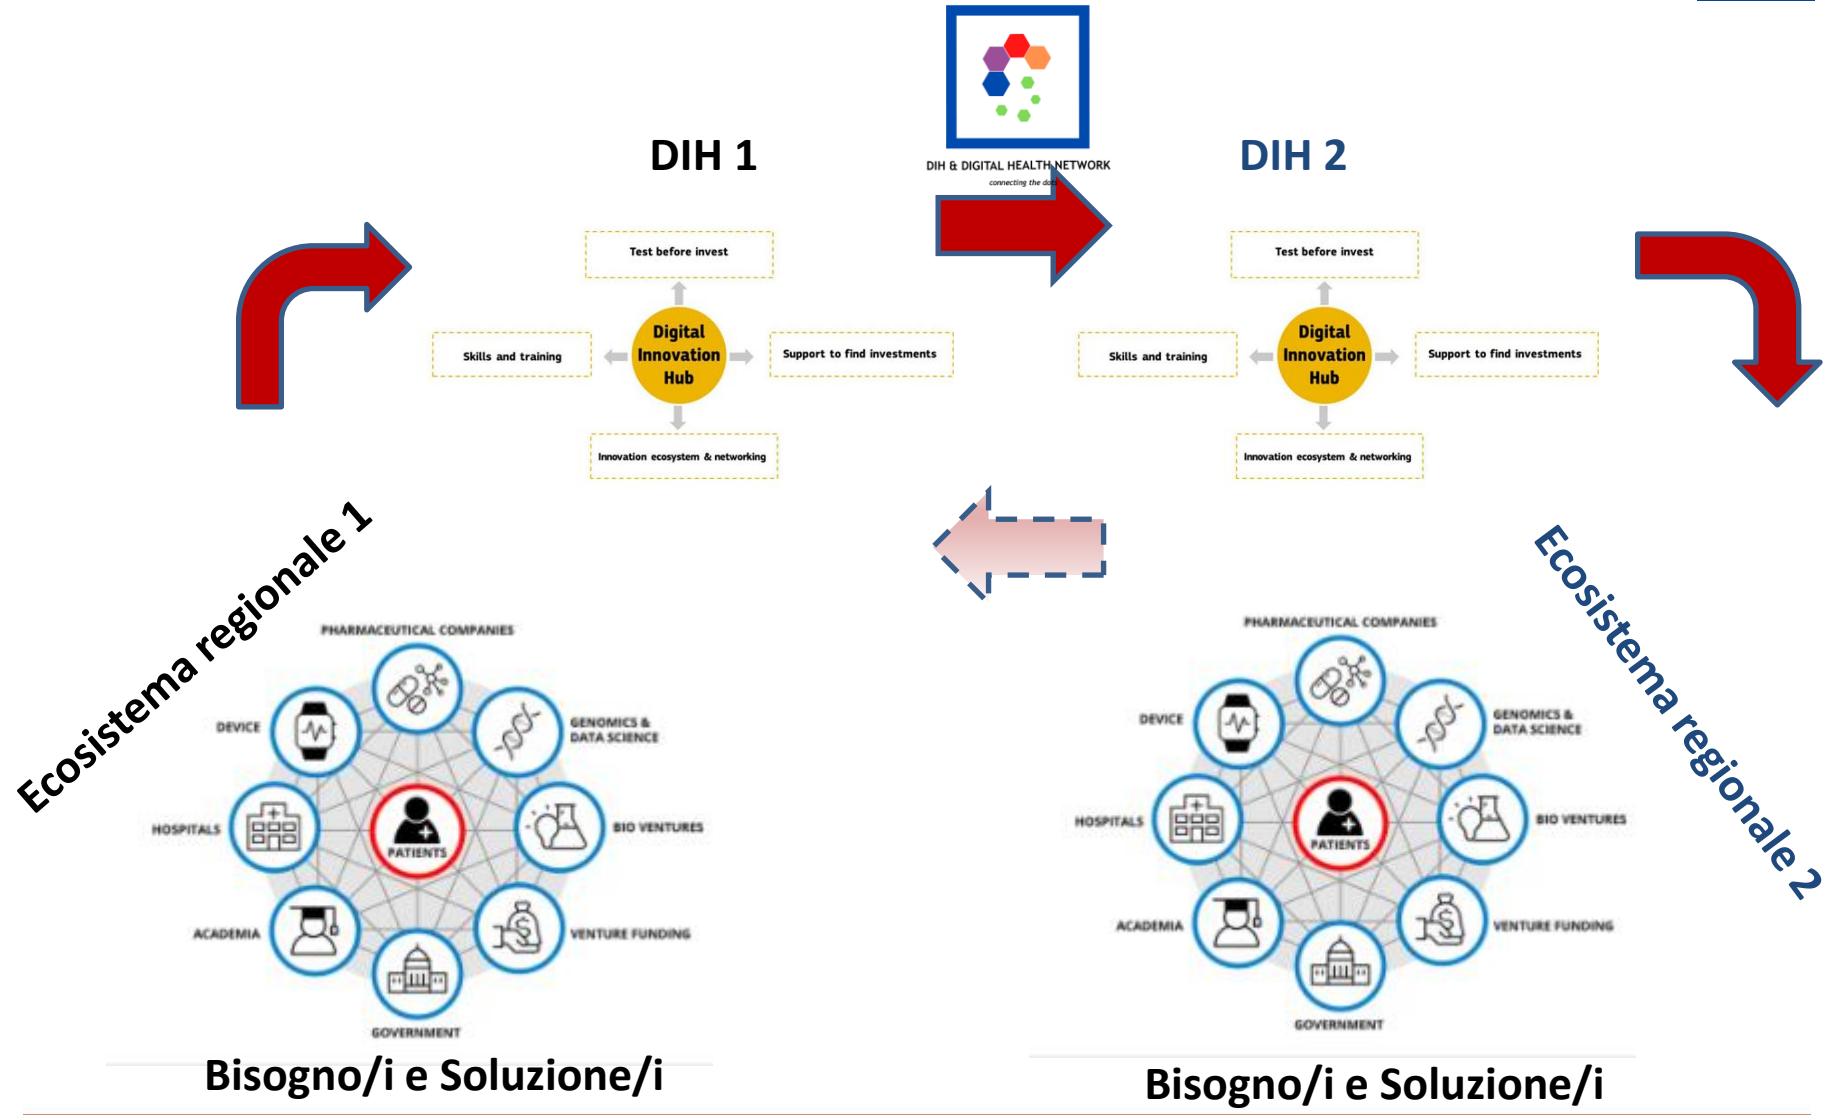 DIH 1
DIH & DIGITAL HEALTH NETWORK
connecting the dots
DIH 2
Test before invest
Skills and training
Digital
Innovation
Hub
Support to find investments
Innovation ecosystem & networking
Test before invest
Skills and training
Digital
Innovation
Hub
Support to find investments
Innovation ecosystem & networking
Ecosistema regionale 1
PHARMACEUTICAL COMPANIES
DEVICE
GENOMICS &
DATA SCIENCE
HOSPITALS
PATIENTS
BIO VENTURES
ACADEMIA
VENTURE FUNDING
GOVERNMENT
Bisogno/i e Soluzione/i
Ecosistema regionale 2
PHARMACEUTICAL COMPANIES
DEVICE
GENOMICS &
DATA SCIENCE
HOSPITALS
PATIENTS
BIO VENTURES
ACADEMIA
VENTURE FUNDING
GOVERNMENT
Bisogno/i e Soluzione/i